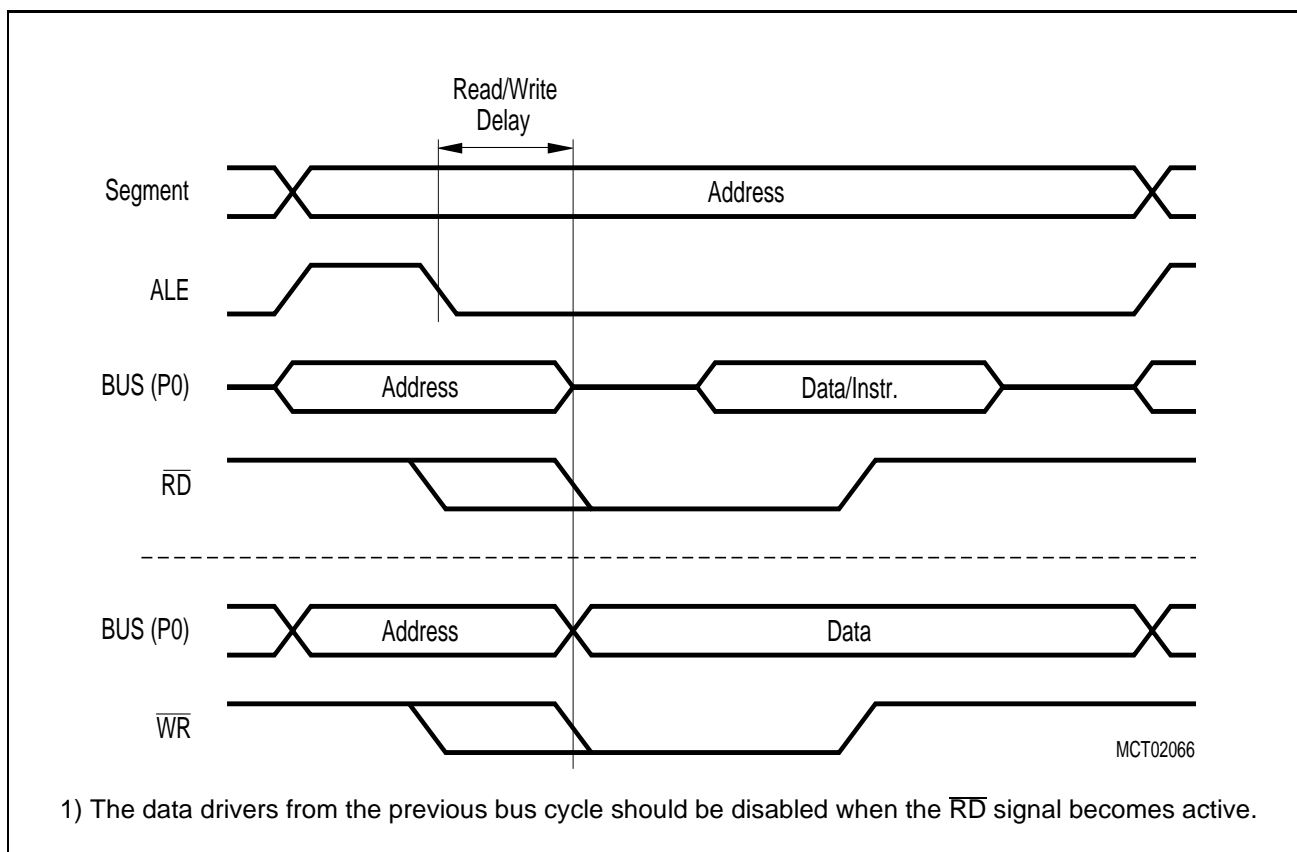 Read/Write
Delay
Segment
Address
ALE
BUS (P0)
Address
Data/Instr.
RD
BUS (P0)
Address
Data
WR
MCT02066
1) The data drivers from the previous bus cycle should be disabled when the RD signal becomes active.